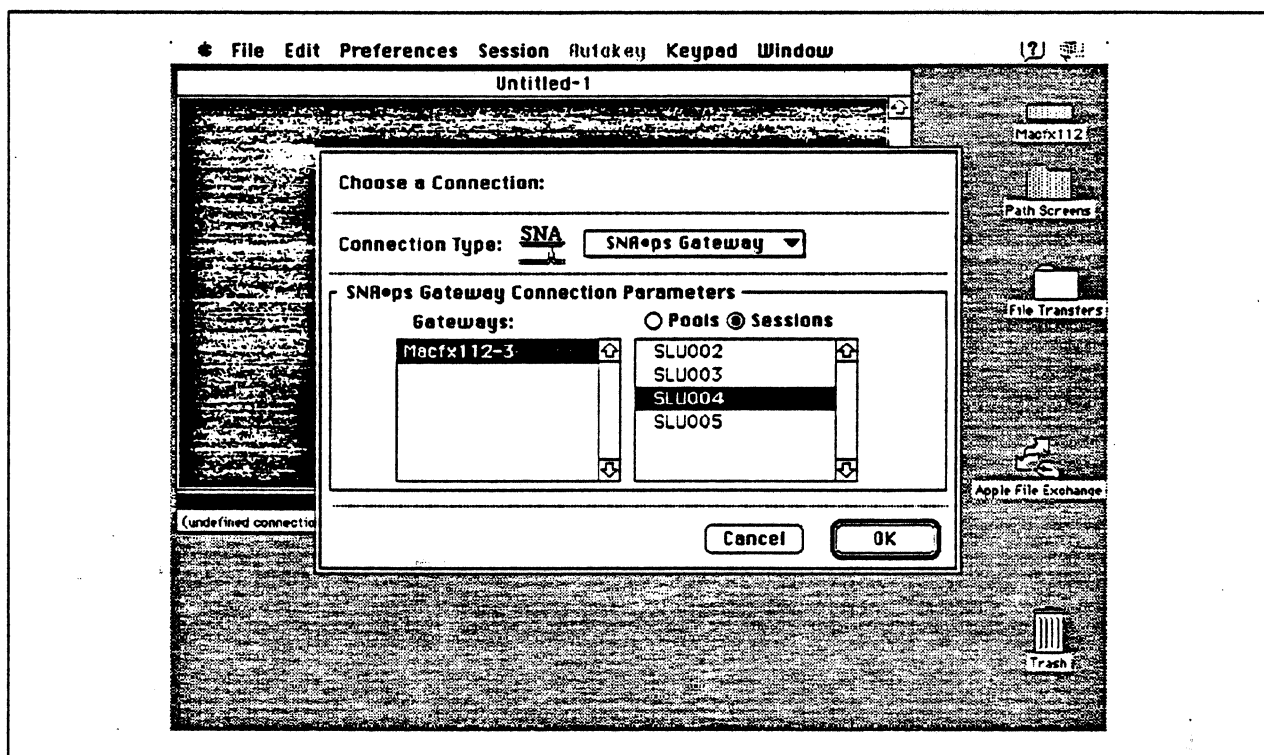 File Edit Preferences Session Autokey Keypad Window
Untitled-1
Macfx112
Choose a Connection:
Path Screens
Connection Type: SNA SNA•ps Gateway
SNA•ps Gateway Connection Parameters
File Transfers
Gateways: Pools Sessions
Macfx112-3 SLU002
SLU003
SLU004
SLU005
Apple File Exchange
(undefined connectio
Cancel OK
Trash